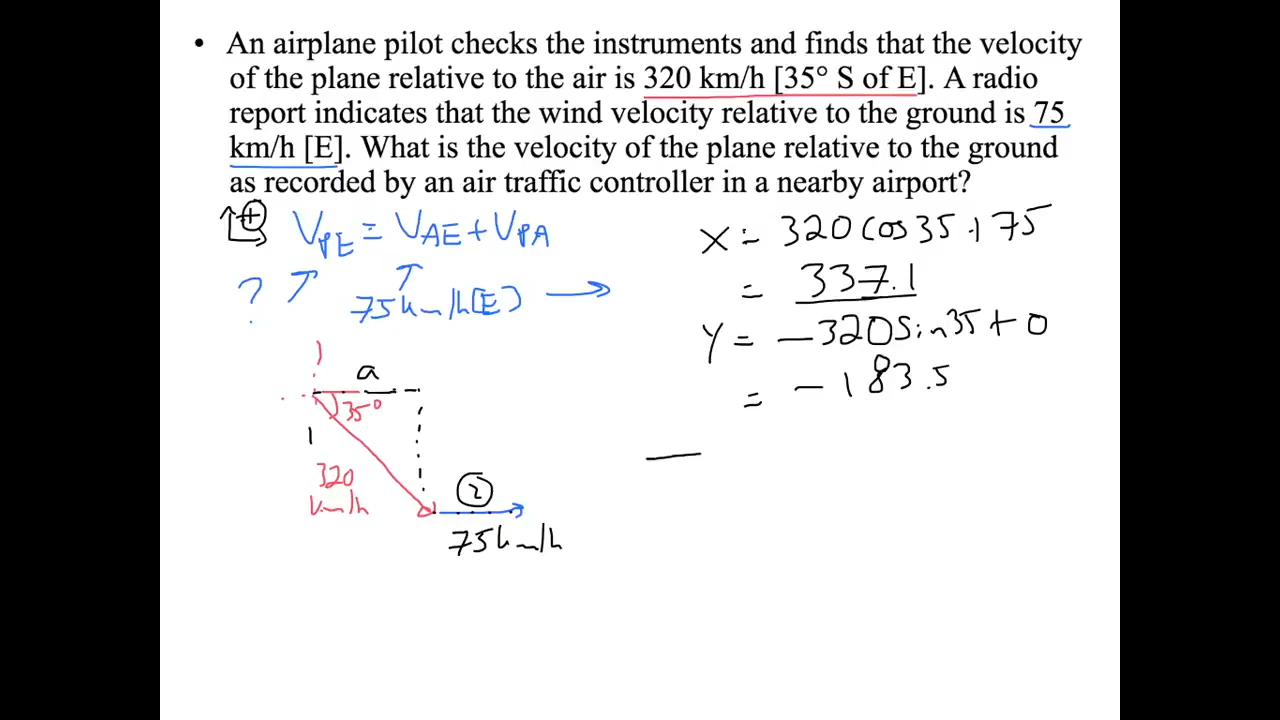 • An airplane pilot checks the instruments and finds that the velocity
of the plane relative to the air is 320 km/h [35° S of E]. A radio
report indicates that the wind velocity relative to the ground is 75
km/h [E]. What is the velocity of the plane relative to the ground
as recorded by an air traffic controller in a nearby airport?
+
VPE = VAE + VPA
? 75 km/h [E]
x = 320 cos 35 + 75
= 337.1
y = -320 sin 35 + 0
= -183.5
a
35°
320
km/h
2
75 km/h